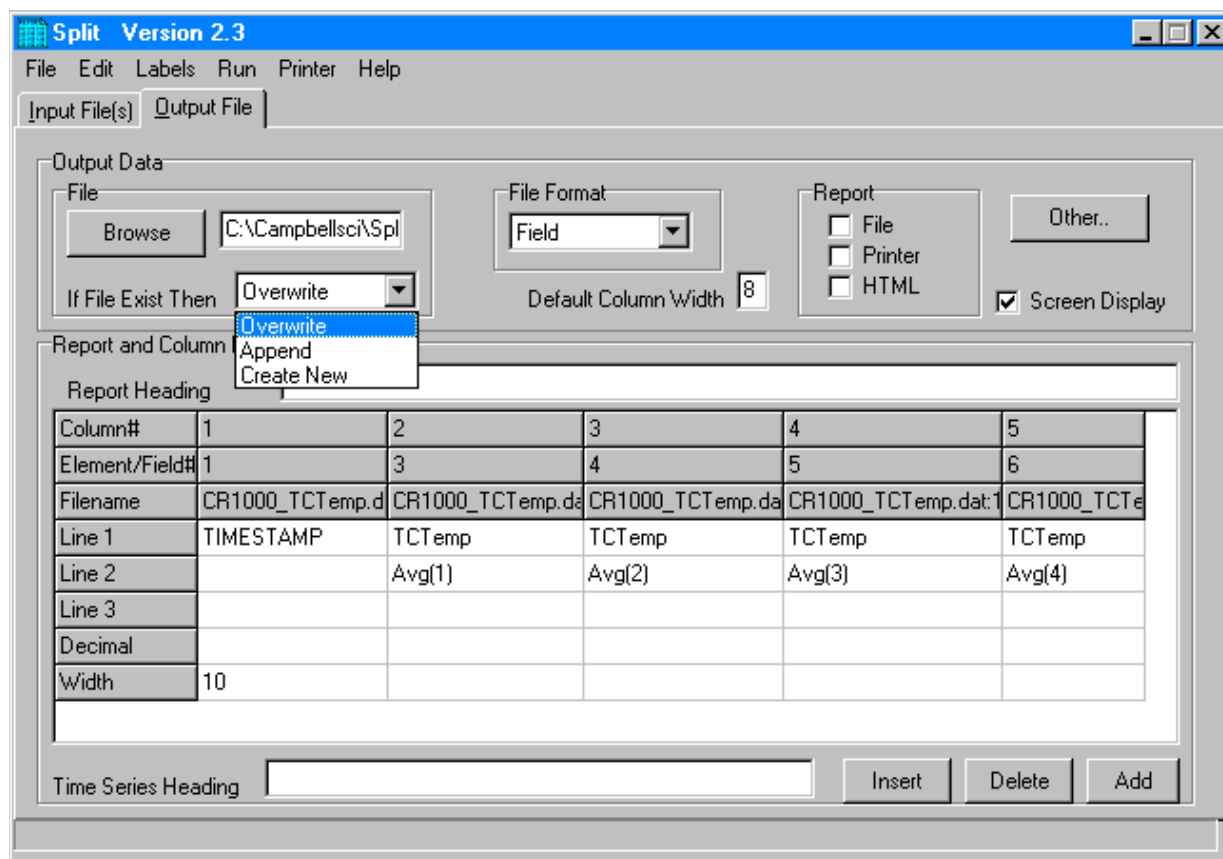 Split Version 2.3
File Edit Labels Run Printer Help
Input File(s) Output File
Output Data
File
Browse C:\Campbellsci\Spl
If File Exist Then Overwrite
Overwrite
Append
Create New
File Format
Field
Default Column Width 8
Report
File
Printer
HTML
Other..
Screen Display
Report and Column
Report Heading
Column# 1 2 3 4 5
Element/Field# 1 3 4 5 6
Filename CR1000_TCTemp.d CR1000_TCTemp.da CR1000_TCTemp.da CR1000_TCTemp.dat:1 CR1000_TCTe
Line 1 TIMESTAMP TCTemp TCTemp TCTemp TCTemp
Line 2 Avg(1) Avg(2) Avg(3) Avg(4)
Line 3
Decimal
Width 10
Time Series Heading
Insert Delete Add